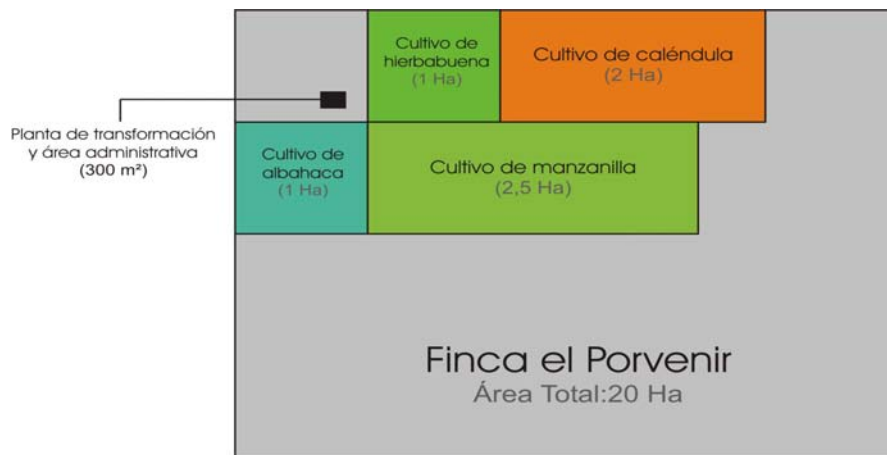 Cultivo de
hierbabuena
(1 Ha)
Cultivo de caléndula
(2 Ha)
Planta de transformación
y área administrativa
(300 m²)
Cultivo de
albahaca
(1 Ha)
Cultivo de manzanilla
(2,5 Ha)
Finca el Porvenir
Área Total:20 Ha